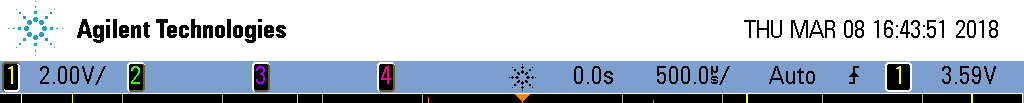 Agilent Technologies THU MAR 08 16:43:51 2018
1 2.00V/ 2 3 4 0.0s 500.0µs/ Auto 1 3.59V